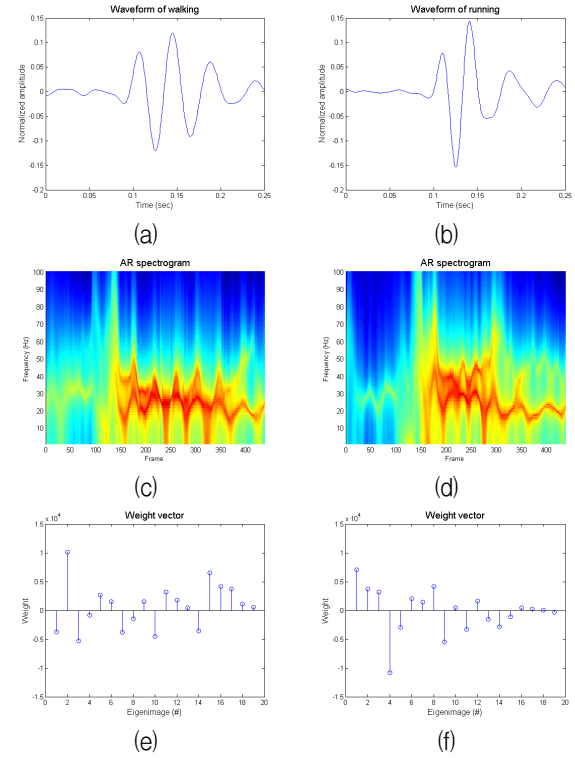 Waveform of walking
Waveform of running
0.15
0.1
0.05
0
-0.05
-0.1
-0.15
-0.2
Normalized amplitude
0 0.05 0.1 0.15 0.2 0.25
Time (sec)
0.15
0.1
0.05
0
-0.05
-0.1
-0.15
-0.2
Normalized amplitude
0 0.05 0.1 0.15 0.2 0.25
Time (sec)
(a)
(b)
AR spectrogram
AR spectrogram
100
90
80
70
60
50
40
30
20
10
Frequency (Hz)
0 50 100 150 200 250 300 350 400
Frame
100
90
80
70
60
50
40
30
20
10
Frequency (Hz)
0 50 100 150 200 250 300 350 400
Frame
(c)
(d)
Weight vector
Weight vector
x 10^4
1.5
1
0.5
0
-0.5
-1
-1.5
Weight
0 2 4 6 8 10 12 14 16 18 20
Eigenimage (#)
x 10^4
1.5
1
0.5
0
-0.5
-1
-1.5
Weight
0 2 4 6 8 10 12 14 16 18 20
Eigenimage (#)
(e)
(f)